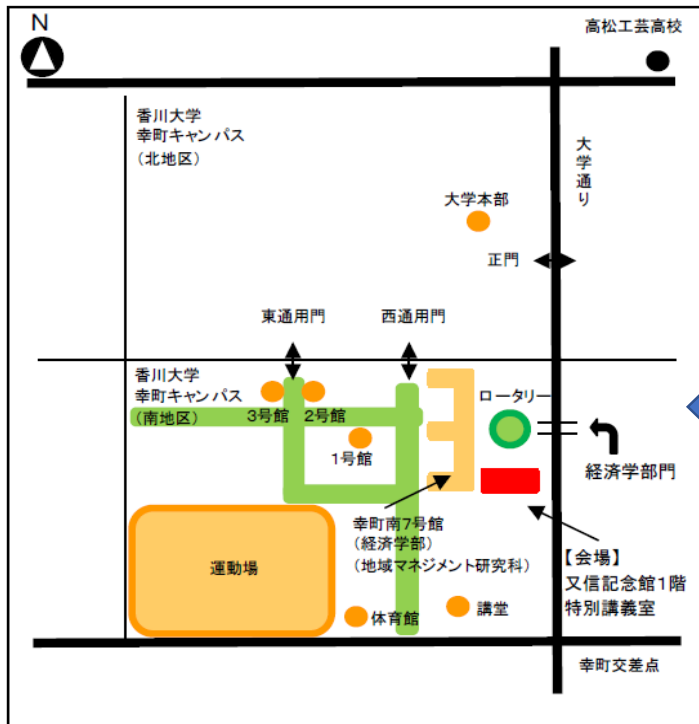 N
高松工芸高校
香川大学
幸町キャンパス
(北地区)
大学通り
大学本部
正門
東通用門
西通用門
香川大学
幸町キャンパス
(南地区)
3号館
2号館
ロータリー
1号館
経済学部門
幸町南7号館
(経済学部)
(地域マネジメント研究科)
【会場】
又信記念館1階
特別講義室
運動場
体育館
講堂
幸町交差点